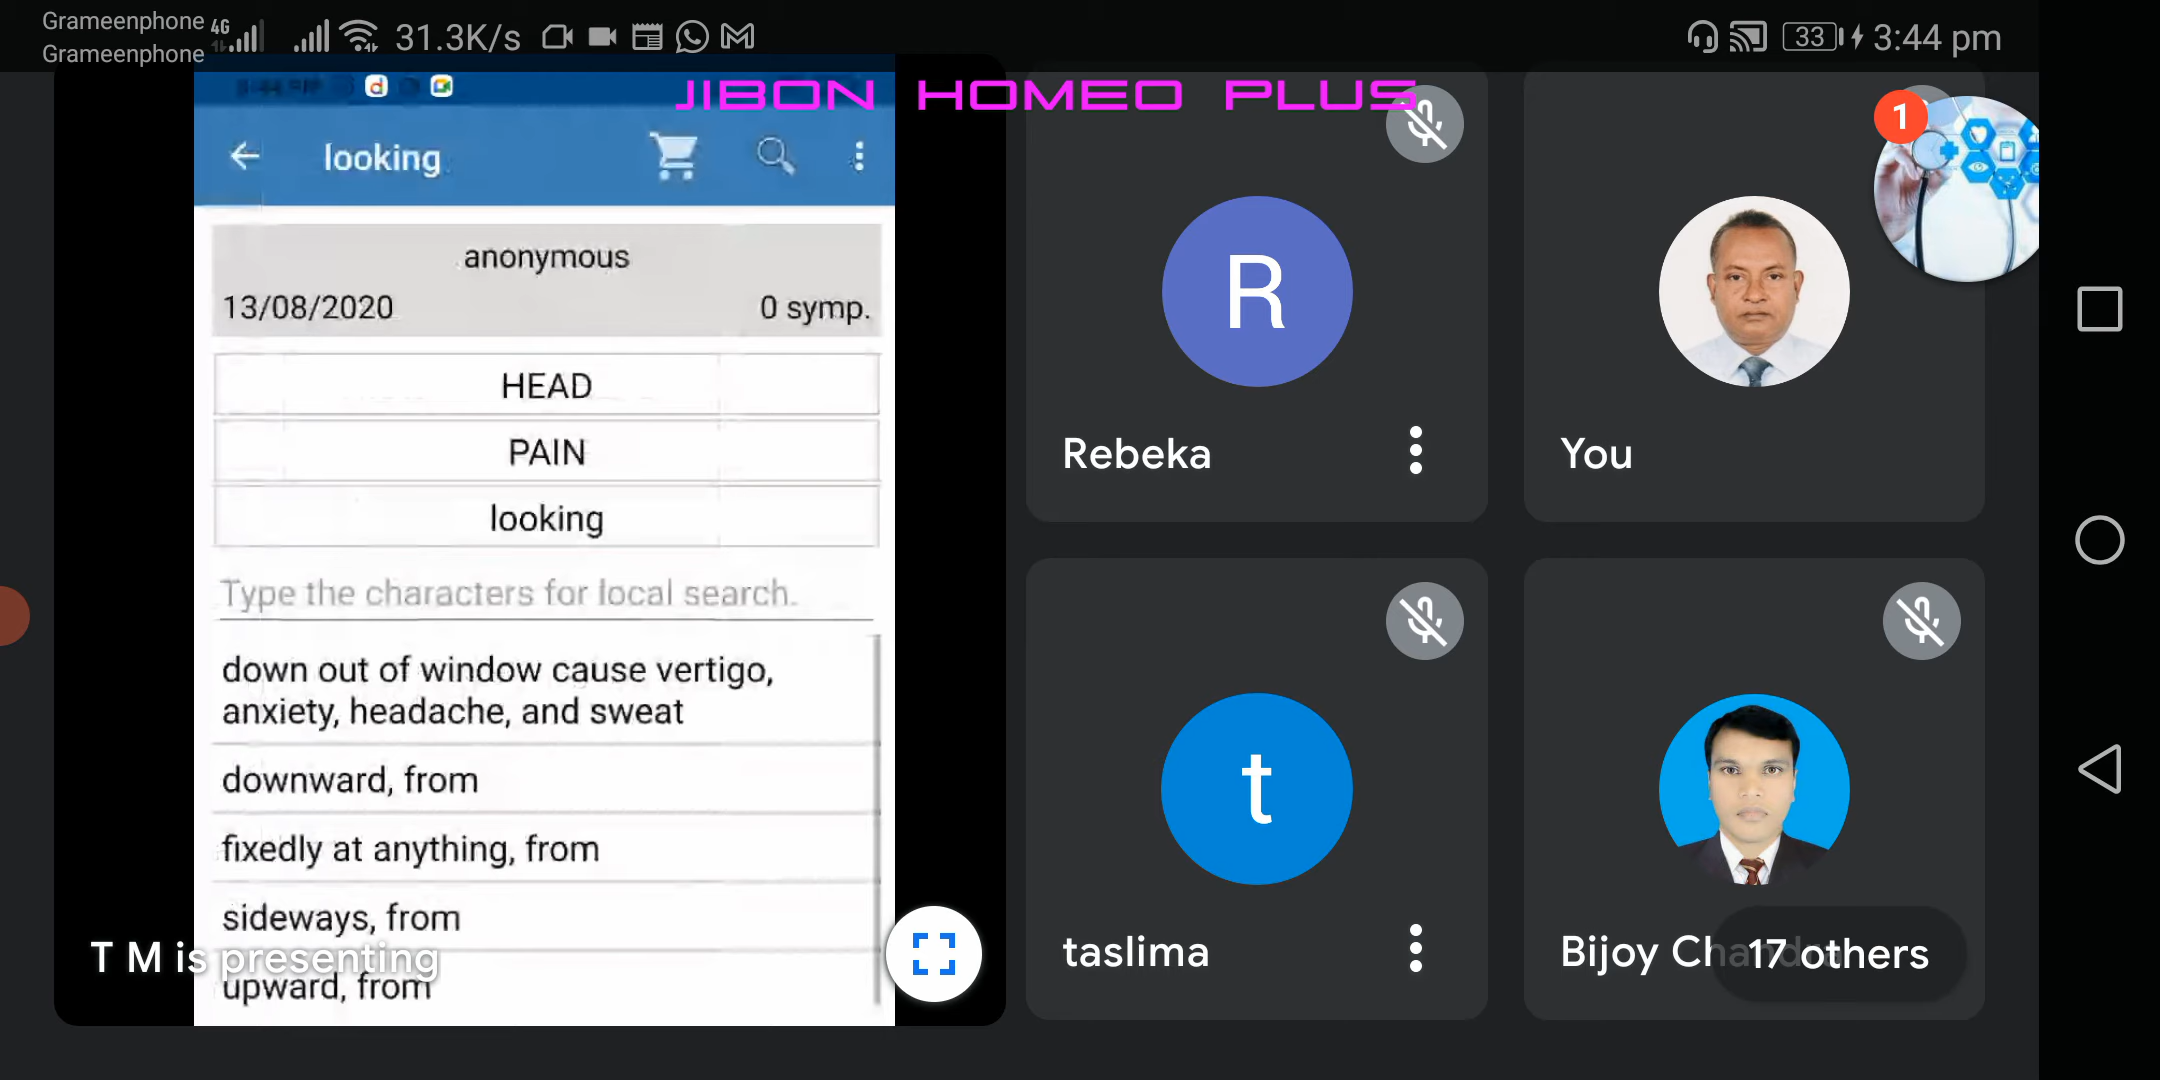 Grameenphone 4G 31.3K/s 33 3:44 pm
Grameenphone
JIBON HOMEO PLUS
looking
anonymous
13/08/2020 0 symp.
HEAD
PAIN
looking
Type the characters for local search.
down out of window cause vertigo,
anxiety, headache, and sweat
downward, from
fixedly at anything, from
sideways, from
upward, from
T M is presenting
R
Rebeka
You
1
t
taslima
Bijoy
17 others